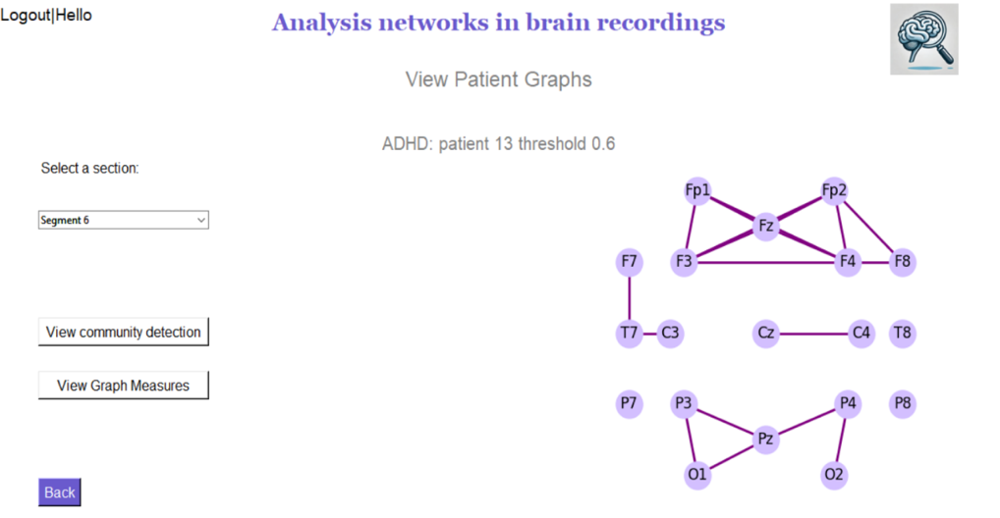 Logout|Hello
Analysis networks in brain recordings
View Patient Graphs
ADHD: patient 13 threshold 0.6
Select a section:
Segment 6
View community detection
View Graph Measures
Back
Fp1 Fp2
Fz
F7 F3 F4 F8
T7 C3 Cz C4 T8
P7 P3 P4 P8
Pz
O1 O2